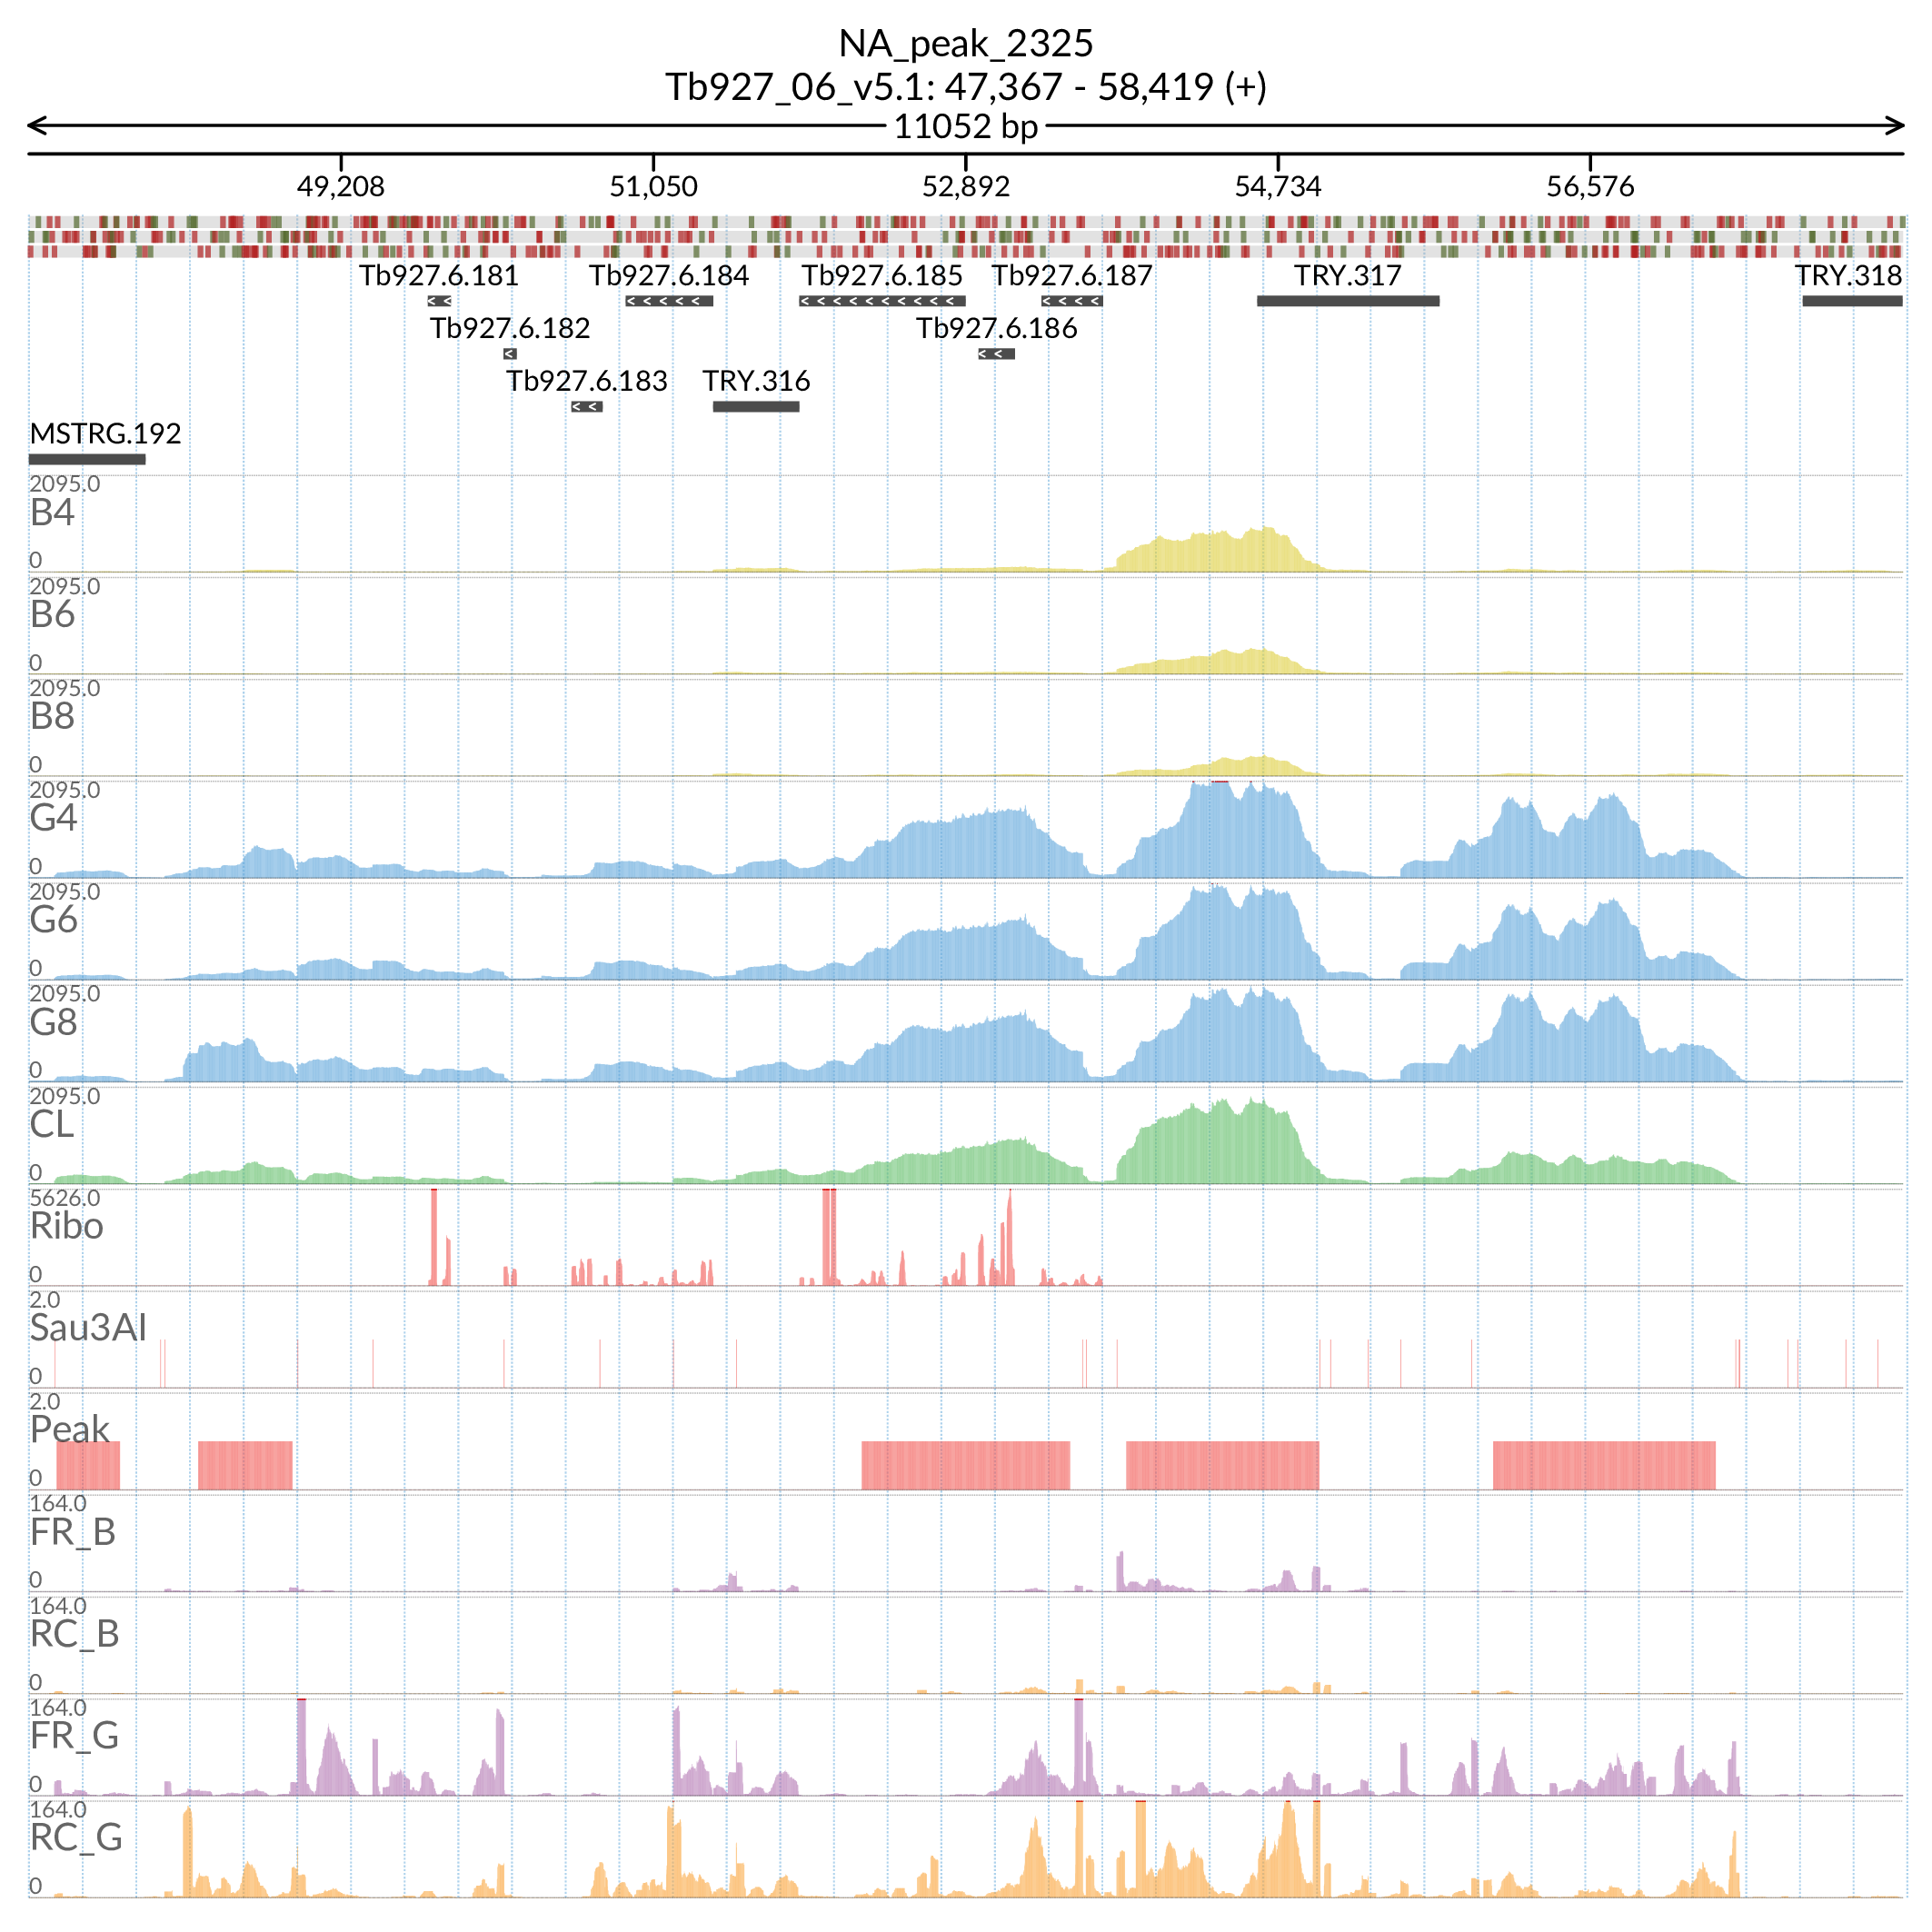 NA_peak_2325
Tb927_06_v5.1: 47,367 - 58,419 (+)
11052 bp
49,208 51,050 52,892 54,734 56,576
Tb927.6.181 Tb927.6.184 Tb927.6.185 Tb927.6.187 TRY.317 TRY.318
Tb927.6.182 Tb927.6.186
Tb927.6.183 TRY.316
MSTRG.192
2095.0
B4
0
2095.0
B6
0
2095.0
B8
0
2095.0
G4
0
2095.0
G6
0
2095.0
G8
0
2095.0
CL
0
5626.0
Ribo
0
2.0
Sau3AI
0
2.0
Peak
0
164.0
FR_B
0
164.0
RC_B
0
164.0
FR_G
0
164.0
RC_G
0